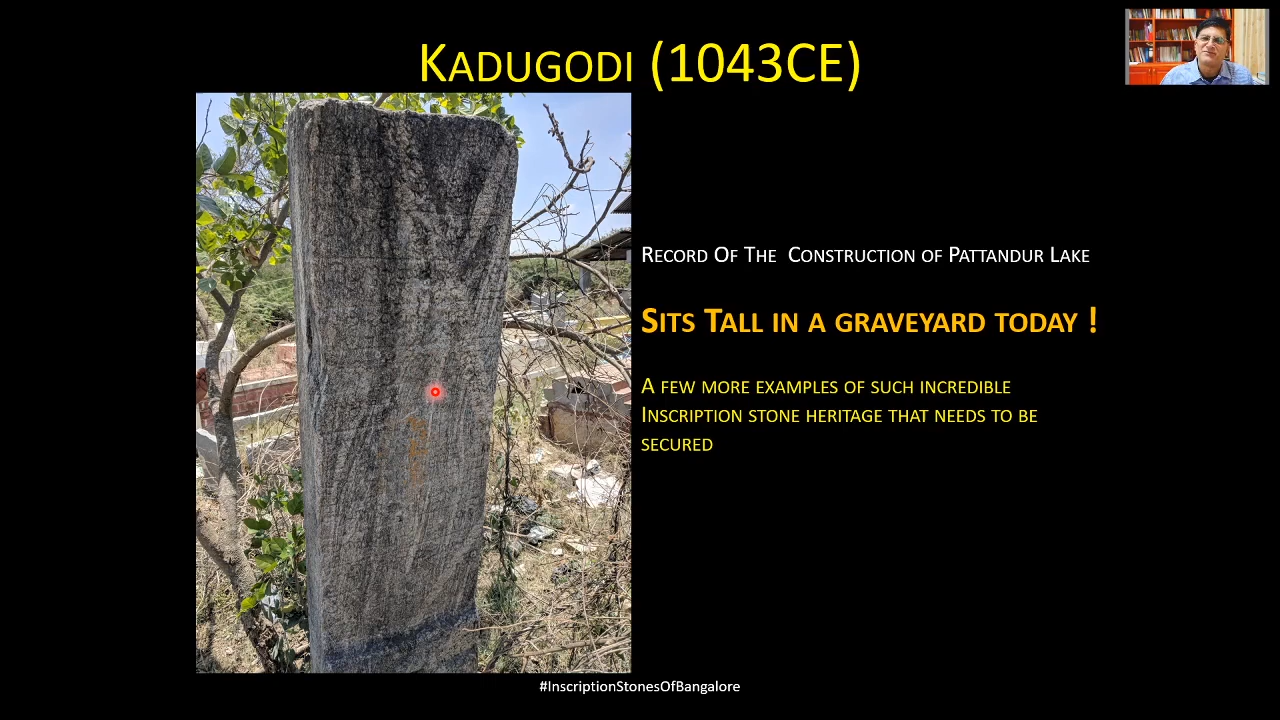 KADUGODI (1043CE)
RECORD OF THE CONSTRUCTION OF PATTANDUR LAKE
SITS TALL IN A GRAVEYARD TODAY !
A FEW MORE EXAMPLES OF SUCH INCREDIBLE
INSCRIPTION STONE HERITAGE THAT NEEDS TO BE
SECURED
#InscriptionStonesOfBangalore